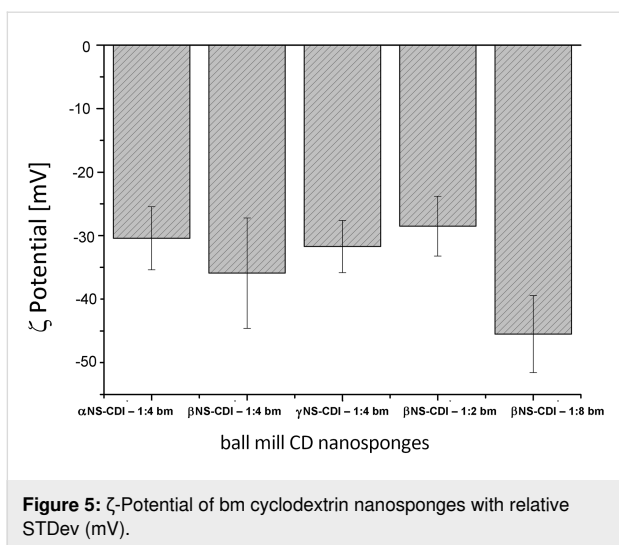 0
-10
-20
-30
-40
-50
ζ Potential [mV]
αNS-CDI – 1:4 bm βNS-CDI – 1:4 bm γNS-CDI – 1:4 bm βNS-CDI – 1:2 bm βNS-CDI – 1:8 bm
ball mill CD nanosponges
Figure 5: ζ-Potential of bm cyclodextrin nanosponges with relative
STDev (mV).